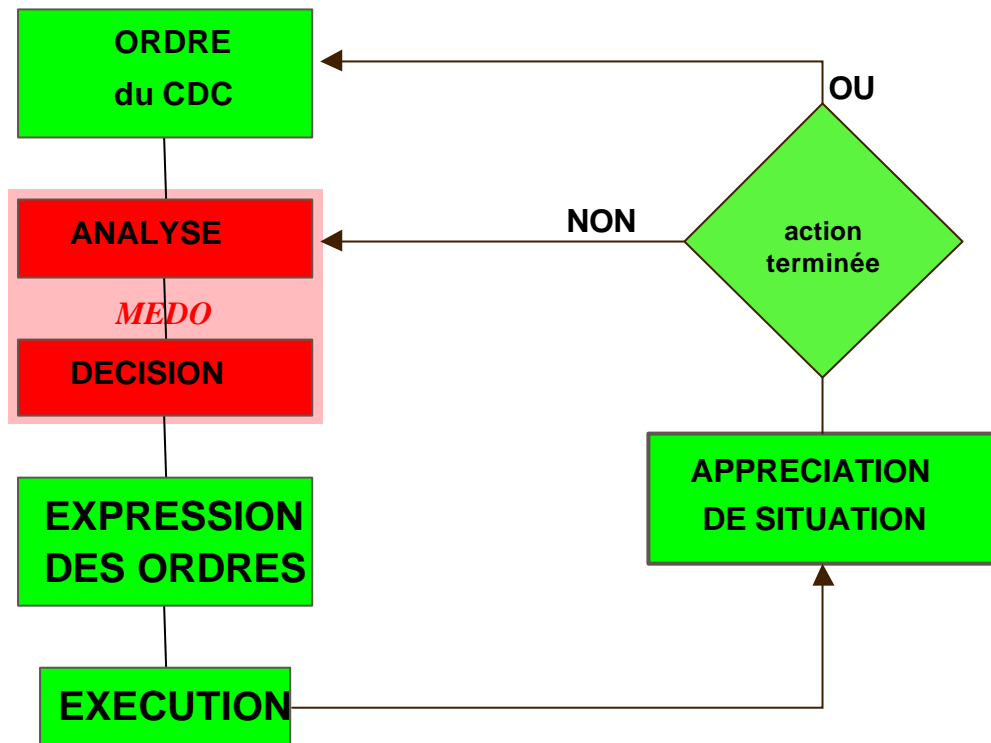 ORDRE
du CDC
OU
ANALYSE
NON
action
terminée
MEDO
DECISION
APPRECIATION
DE SITUATION
EXPRESSION
DES ORDRES
EXECUTION